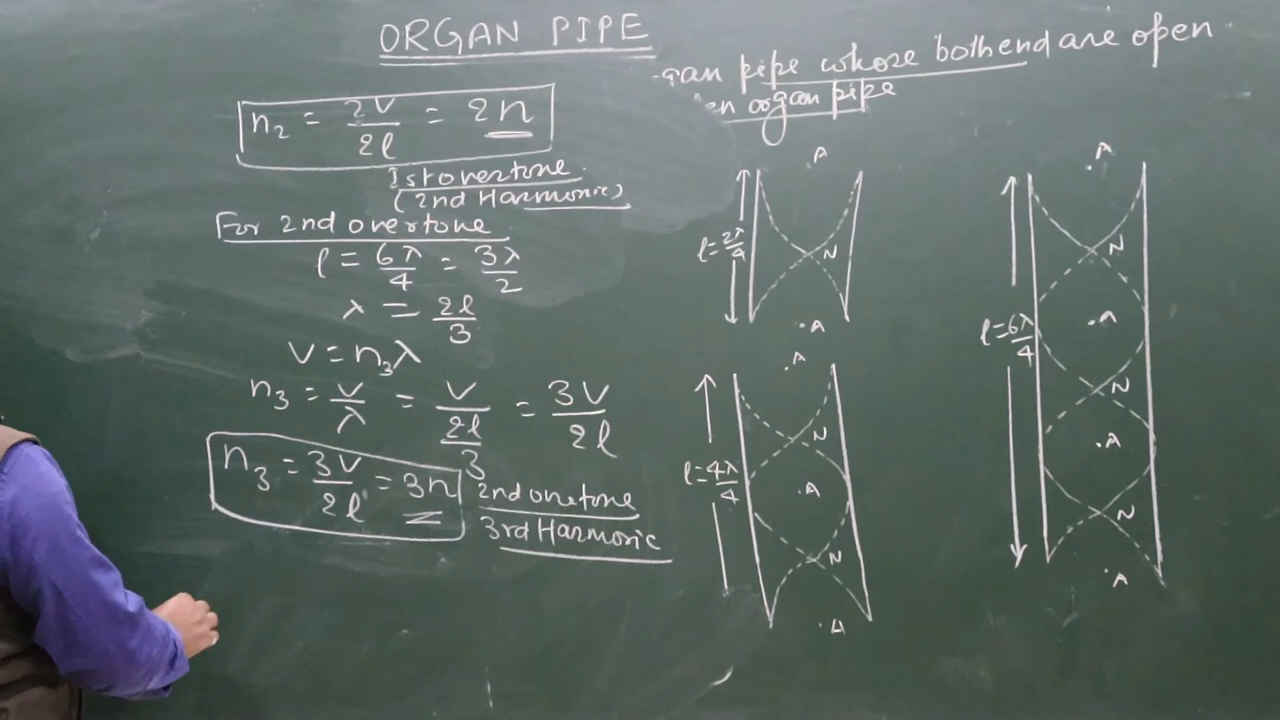 ORGAN PIPE
gan pipe whose both end are open
en organ pipe
n₂ = 2V/2l = 2n
1st overtone
(2nd Harmonic)
For 2nd overtone
l = 6λ/4 = 3λ/2
λ = 2l/3
V = n₃λ
n₃ = V/λ = V/(2l/3) = 3V/2l
n₃ = 3V/2l = 3n
2nd overtone
3rd Harmonic
A
l = 2λ/4
N
A
A
N
l = 4λ/4
A
N
A
A
N
l = 6λ/4
A
N
A
N
A